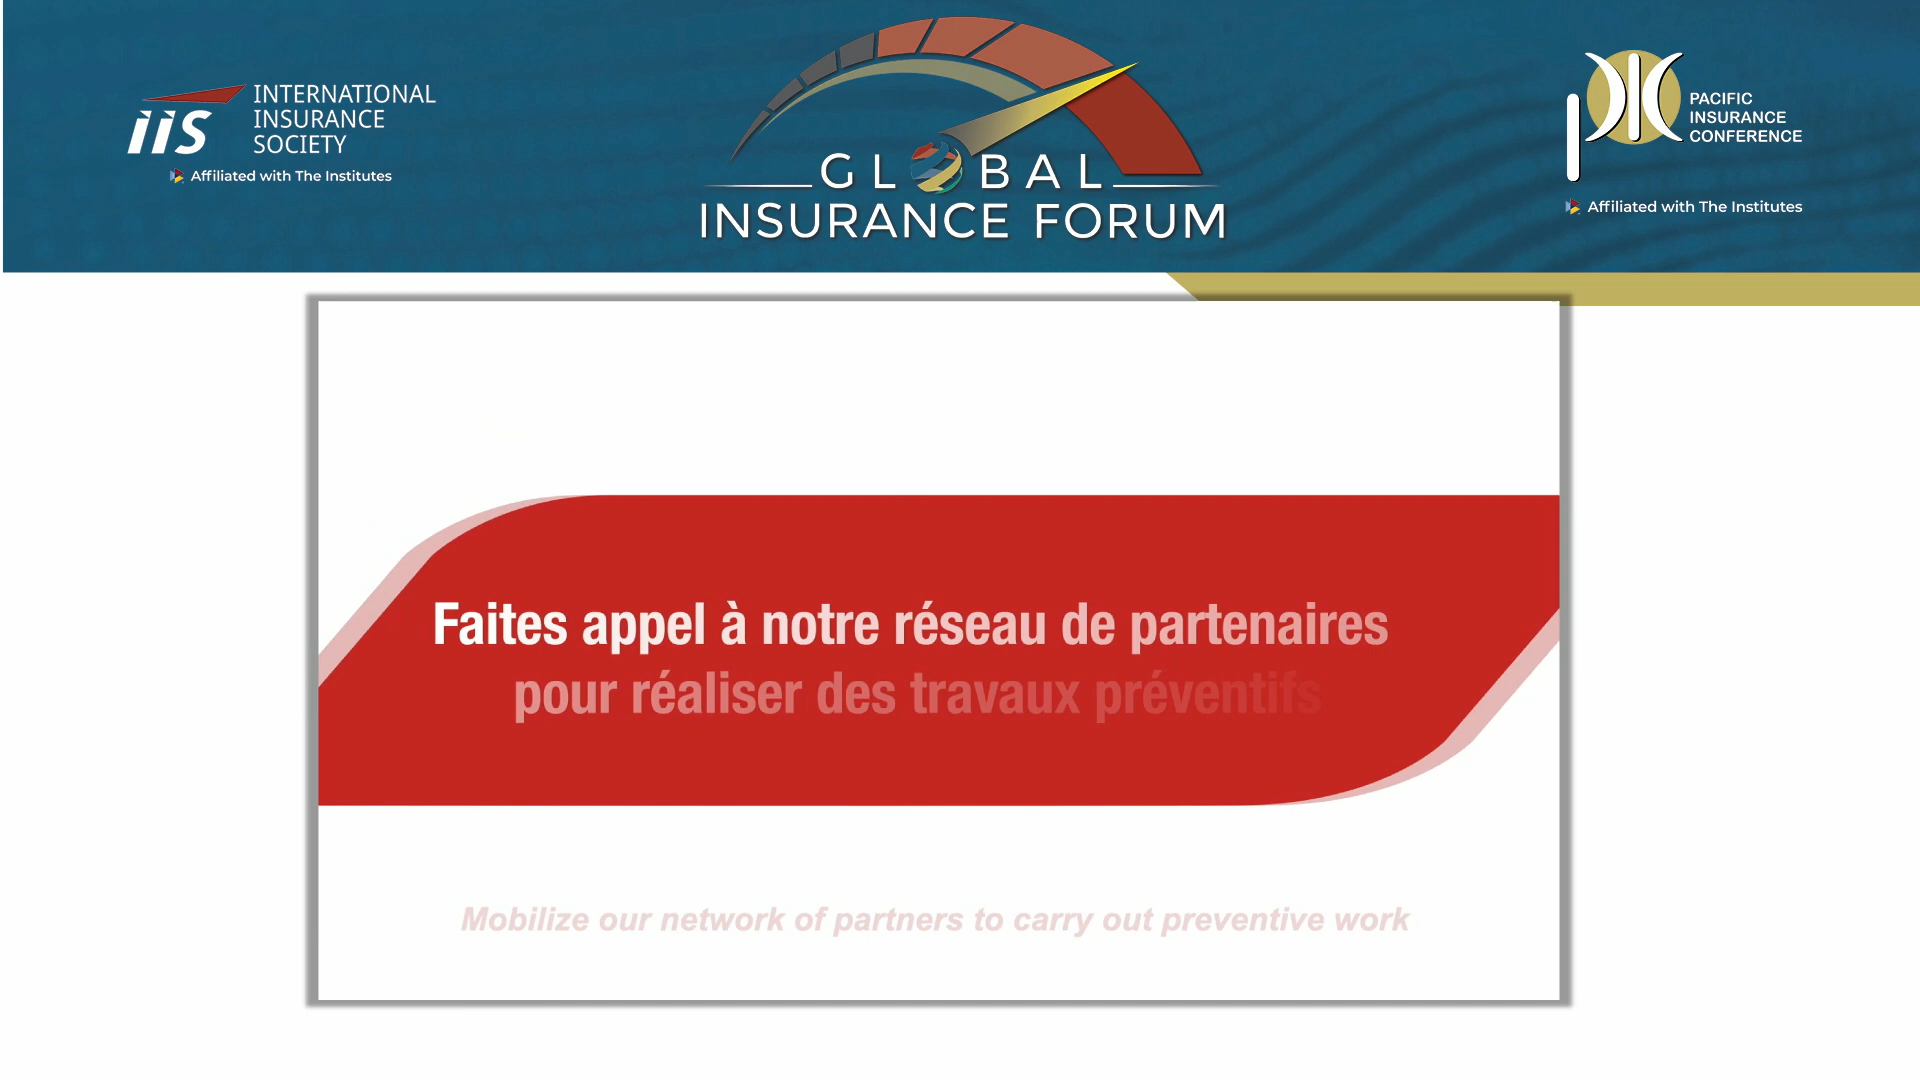 INTERNATIONAL
INSURANCE
SOCIETY
iis
Affiliated with The Institutes
GLOBAL
INSURANCE FORUM
PACIFIC
INSURANCE
CONFERENCE
Affiliated with The Institutes
Faites appel à notre réseau de partenaires
pour réaliser des travaux préventifs
Mobilize our network of partners to carry out preventive work